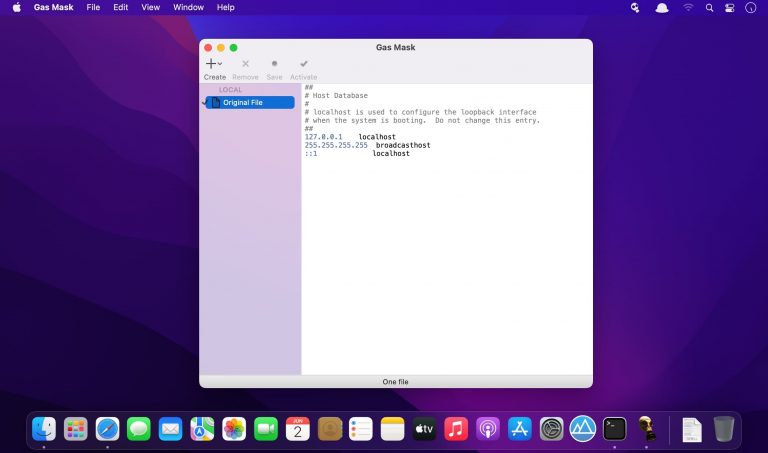 Gas Mask File Edit View Window Help
Gas Mask
Create Remove Save Activate
LOCAL
Original File
##
# Host Database
#
# localhost is used to configure the loopback interface
# when the system is booting.  Do not change this entry.
##
127.0.0.1 localhost
255.255.255.255 broadcasthost
::1 localhost
One file
JUN
2
tv
>_